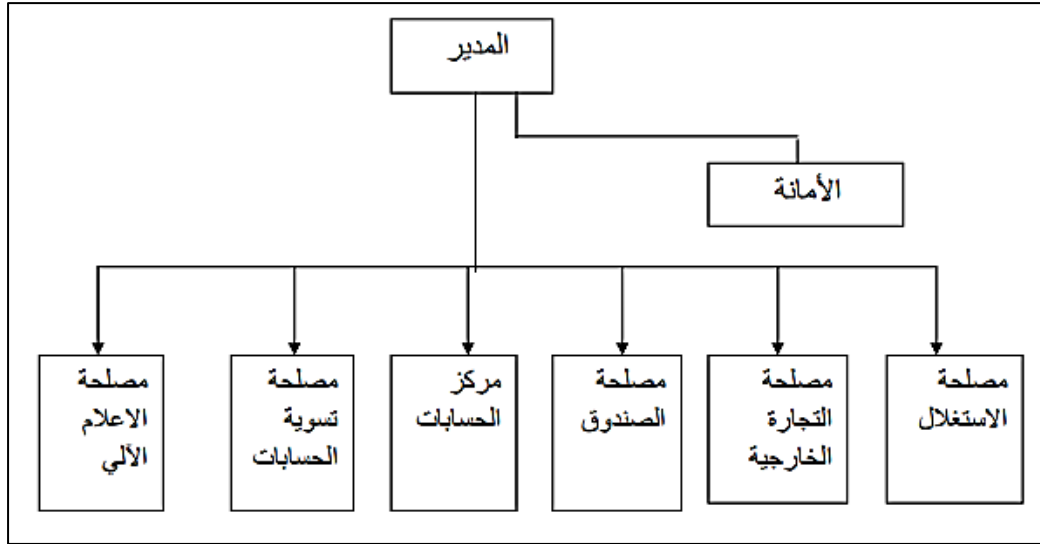 المدير
الأمانة
مصلحة
الاستغلال
مصلحة
التجارة
الخارجية
مصلحة
الصندوق
مركز
الحسابات
مصلحة
تسوية
الحسابات
مصلحة
الاعلام
الآلي